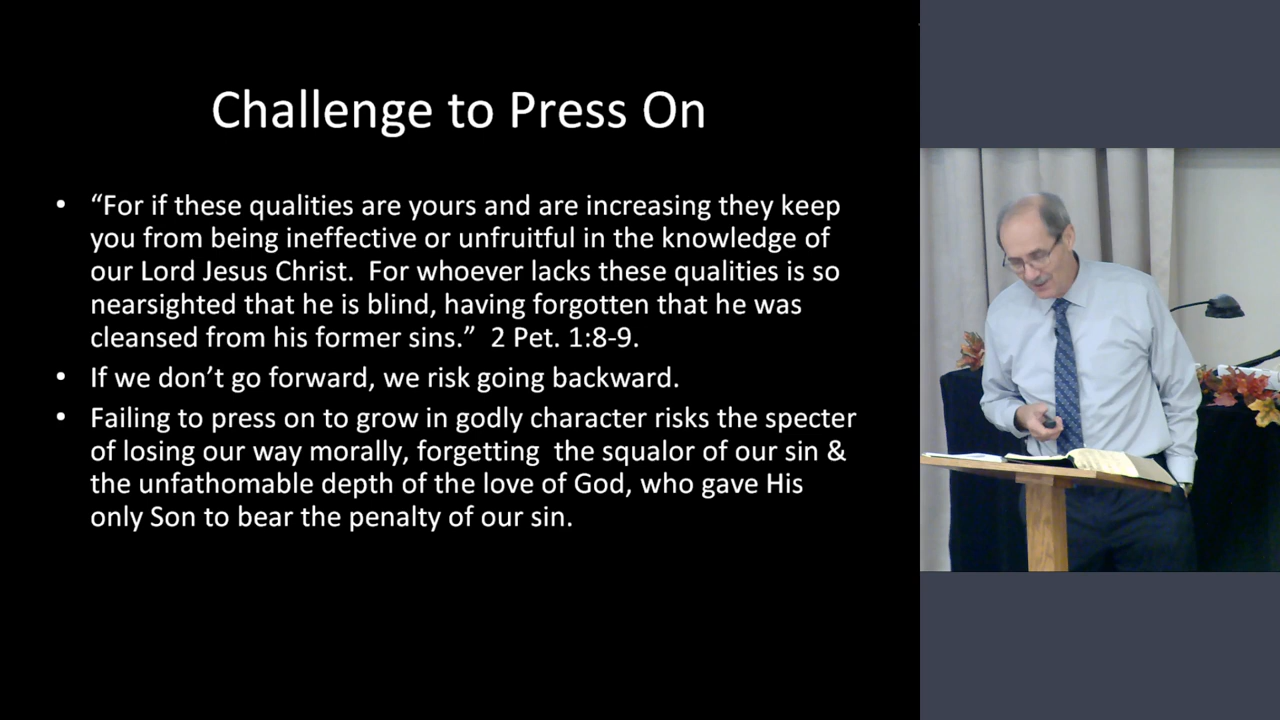 Challenge to Press On
• “For if these qualities are yours and are increasing they keep
you from being ineffective or unfruitful in the knowledge of
our Lord Jesus Christ.  For whoever lacks these qualities is so
nearsighted that he is blind, having forgotten that he was
cleansed from his former sins.”  2 Pet. 1:8-9.
• If we don’t go forward, we risk going backward.
• Failing to press on to grow in godly character risks the specter
of losing our way morally, forgetting  the squalor of our sin &
the unfathomable depth of the love of God, who gave His
only Son to bear the penalty of our sin.